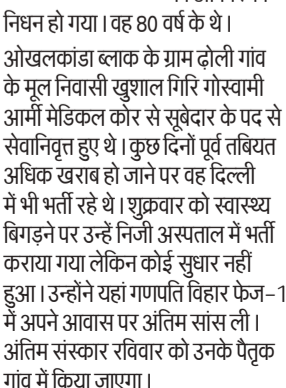 निधन हो गया। वह 80 वर्ष के थे।
ओखलकांडा ब्लाक के ग्राम ढ़ोली गांव
के मूल निवासी खुशाल गिरि गोस्वामी
आर्मी मेडिकल कोर से सूबेदार के पद से
सेवानिवृत्त हुए थे। कुछ दिनों पूर्व तबियत
अधिक खराब हो जाने पर वह दिल्ली
में भी भर्ती रहे थे। शुक्रवार को स्वास्थ्य
बिगड़ने पर उन्हें निजी अस्पताल में भर्ती
कराया गया लेकिन कोई सुधार नहीं
हुआ। उन्होंने यहां गणपति विहार फेज-1
में अपने आवास पर अंतिम सांस ली।
अंतिम संस्कार रविवार को उनके पैतृक
गांव में किया जाएगा।